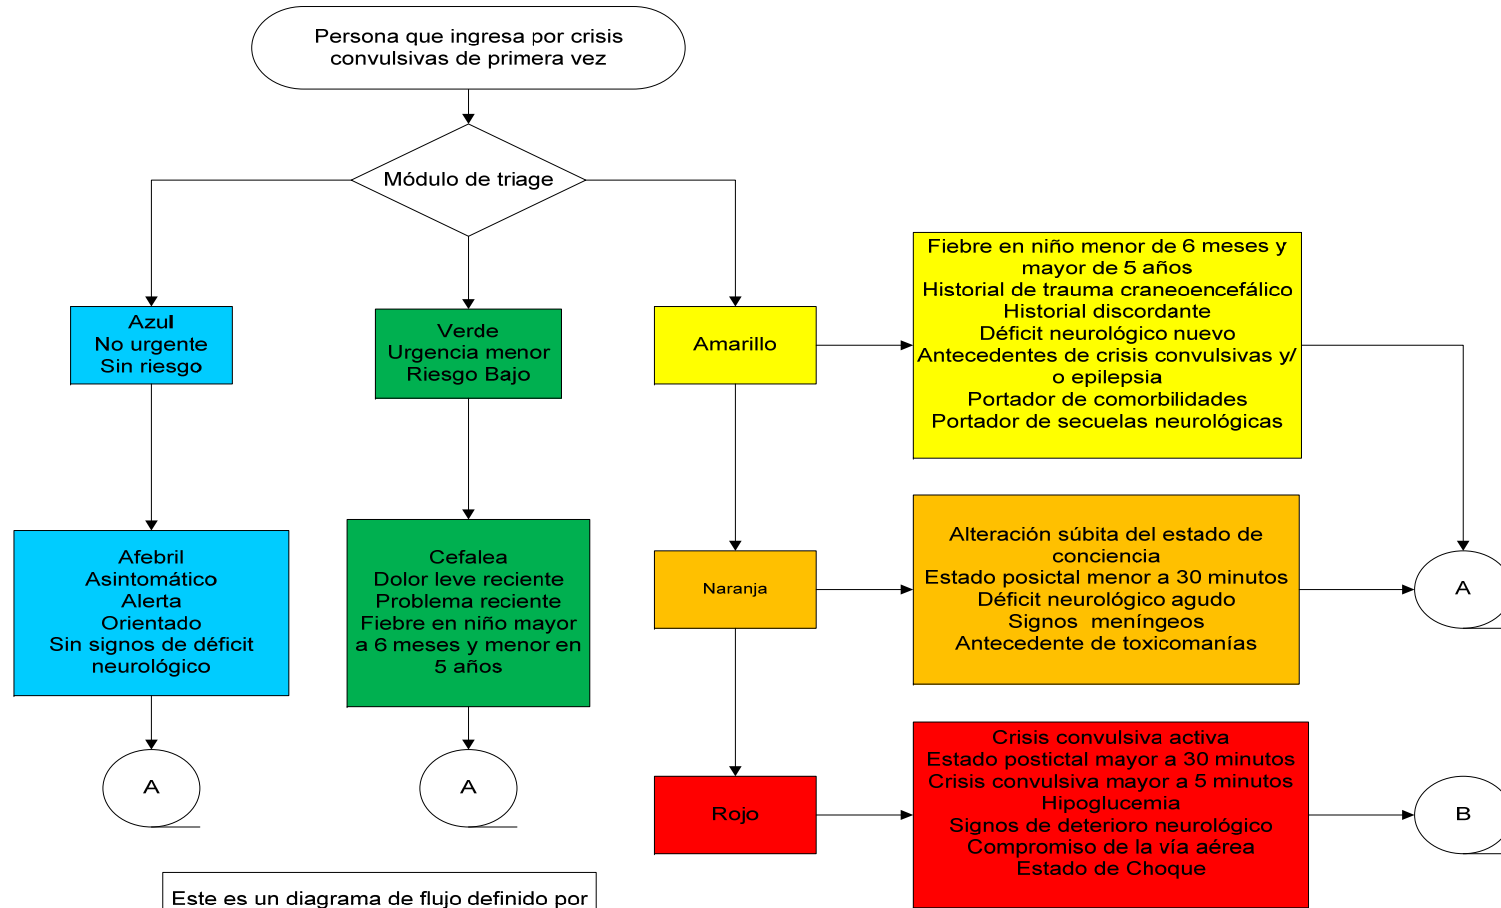 Persona que ingresa por crisis
convulsivas de primera vez
Módulo de triage
Azul
No urgente
Sin riesgo
Verde
Urgencia menor
Riesgo Bajo
Amarillo
Fiebre en niño menor de 6 meses y
mayor de 5 años
Historial de trauma craneoencefálico
Historial discordante
Déficit neurológico nuevo
Antecedentes de crisis convulsivas y/
o epilepsia
Portador de comorbilidades
Portador de secuelas neurológicas
Afebril
Asintomático
Alerta
Orientado
Sin signos de déficit
neurológico
Cefalea
Dolor leve reciente
Problema reciente
Fiebre en niño mayor
a 6 meses y menor en
5 años
Naranja
Alteración súbita del estado de
conciencia
Estado posictal menor a 30 minutos
Déficit neurológico agudo
Signos meníngeos
Antecedente de toxicomanías
A
A
A
Rojo
Crisis convulsiva activa
Estado postictal mayor a 30 minutos
Crisis convulsiva mayor a 5 minutos
Hipoglucemia
Signos de deterioro neurológico
Compromiso de la vía aérea
Estado de Choque
B
Este es un diagrama de flujo definido por